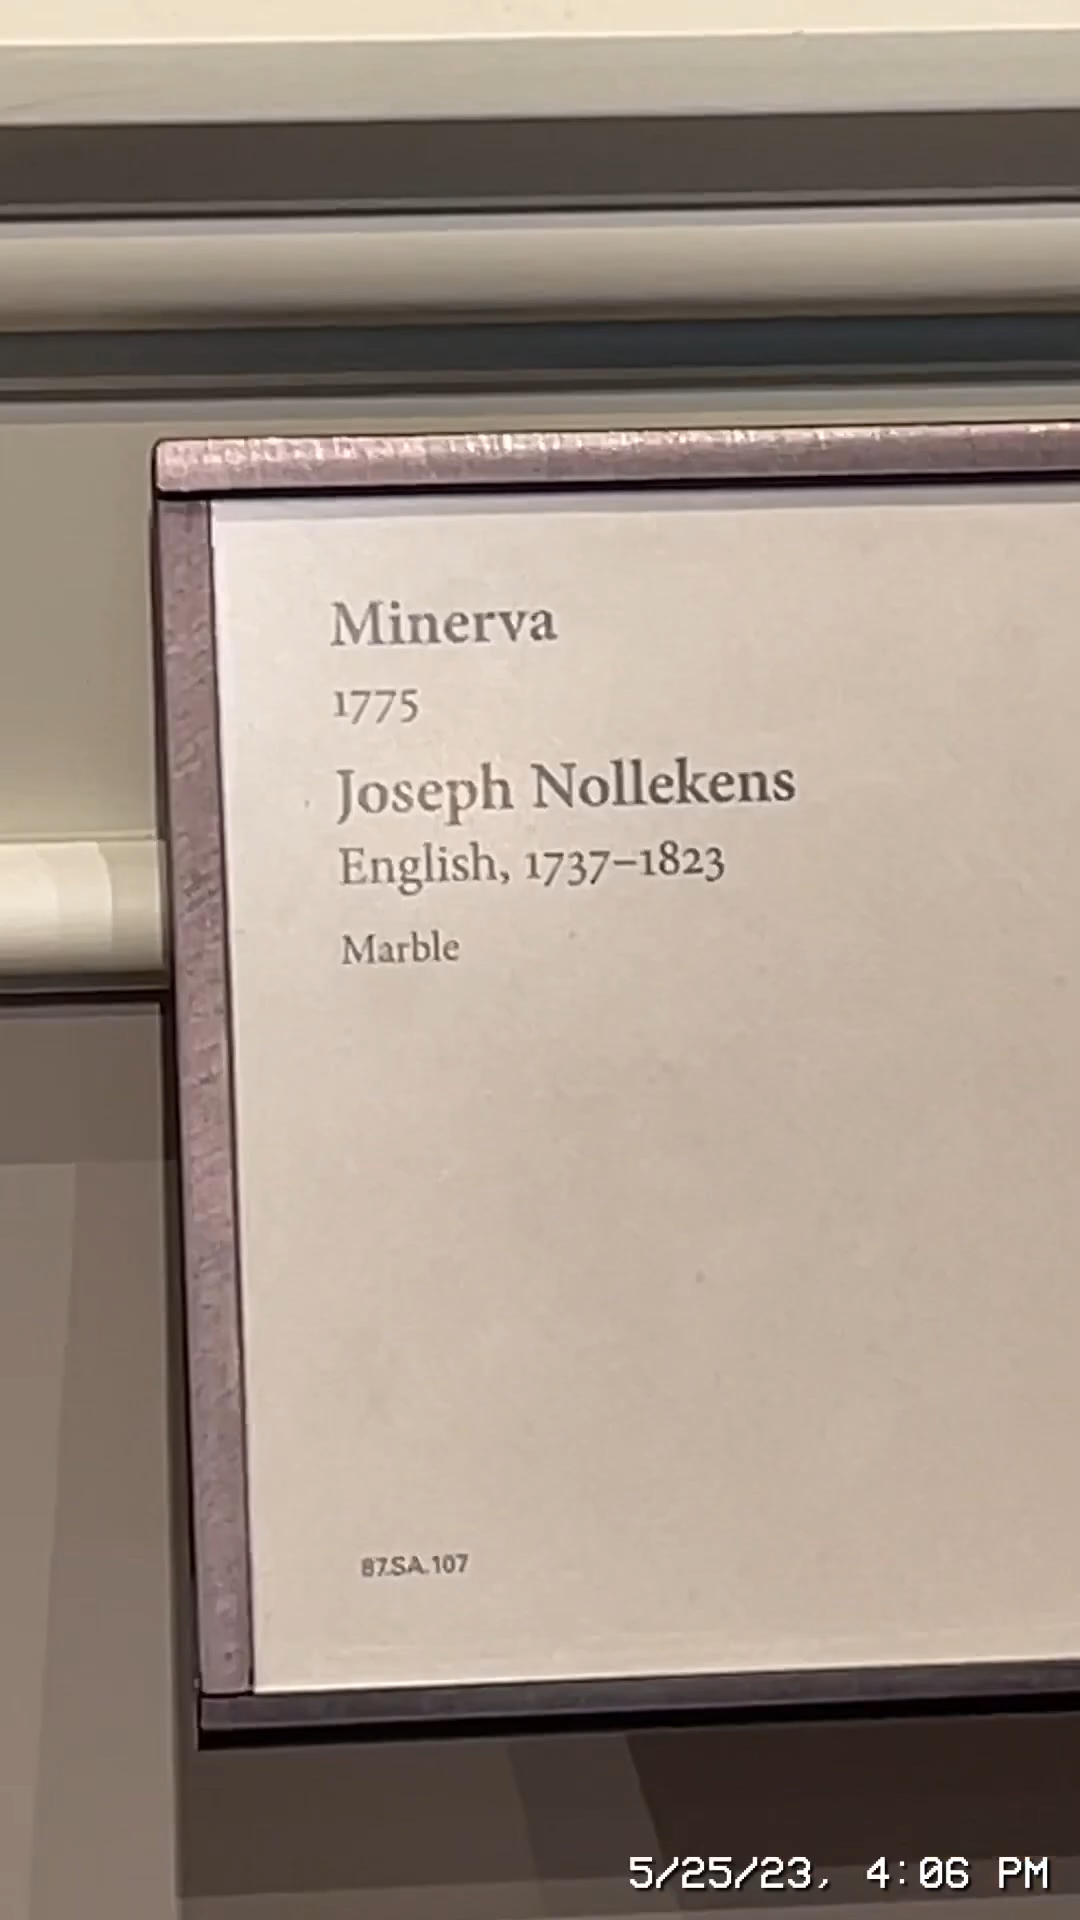 Minerva
1775
Joseph Nollekens
English, 1737–1823
Marble
87.SA.107
5/25/23, 4:06 PM